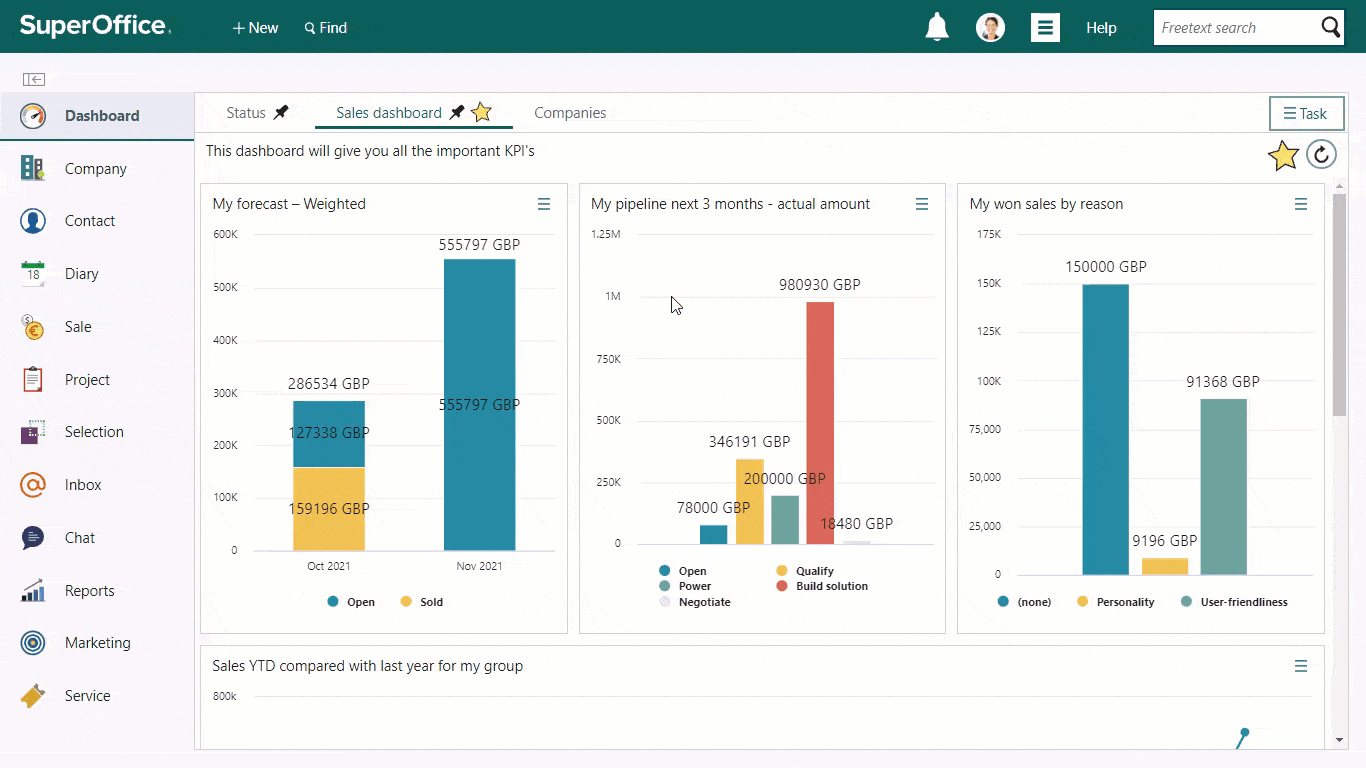 SuperOffice
+ New
Find
Help
Freetext search
Dashboard
Company
Contact
18
Diary
Sale
Project
Selection
Inbox
Chat
Reports
Marketing
Service
Status
Sales dashboard
Companies
Task
This dashboard will give you all the important KPI's
My forecast – Weighted
600K
500K
400K
300K
200K
100K
0
555797 GBP
286534 GBP
555797 GBP
127338 GBP
159196 GBP
Oct 2021
Nov 2021
Open
Sold
My pipeline next 3 months - actual amount
1.25M
1M
750K
500K
250K
0
980930 GBP
346191 GBP
200000 GBP
78000 GBP
18480 GBP
Open
Qualify
Power
Build solution
Negotiate
My won sales by reason
175K
150K
125K
100K
75,000
50,000
25,000
0
150000 GBP
91368 GBP
9196 GBP
(none)
Personality
User-friendliness
Sales YTD compared with last year for my group
800k